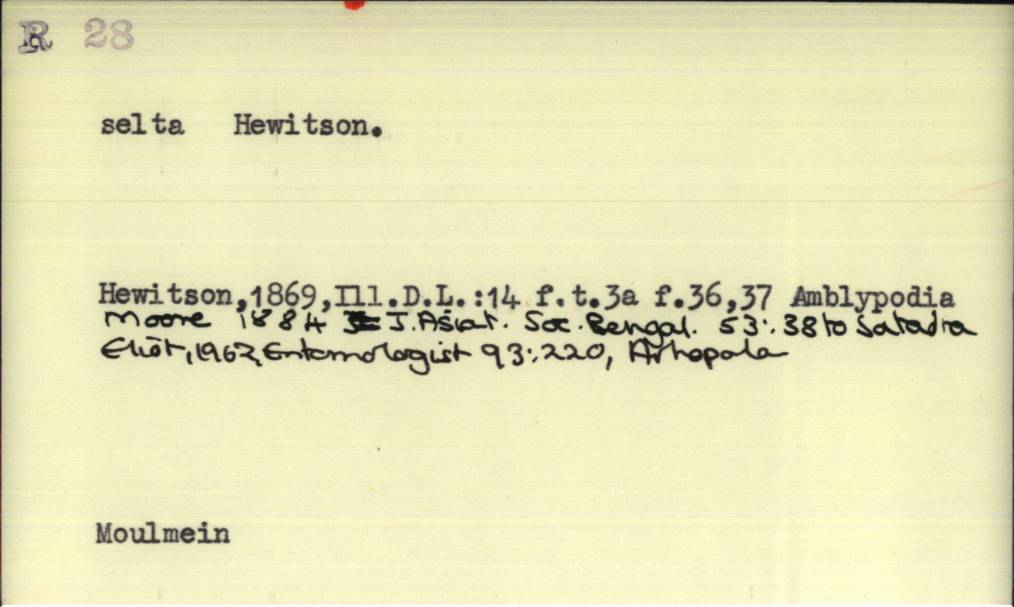 R 28
selta Hewitson.
Hewitson,1869,Ill.D.L.:14 f.t.3a f.36,37 Amblypodia
Moore 1884 J.Asiat. Soc. Bengal. 53:.38 to Satadra
Eliot, 1962, Entomologist 93:220, Arhopala
Moulmein